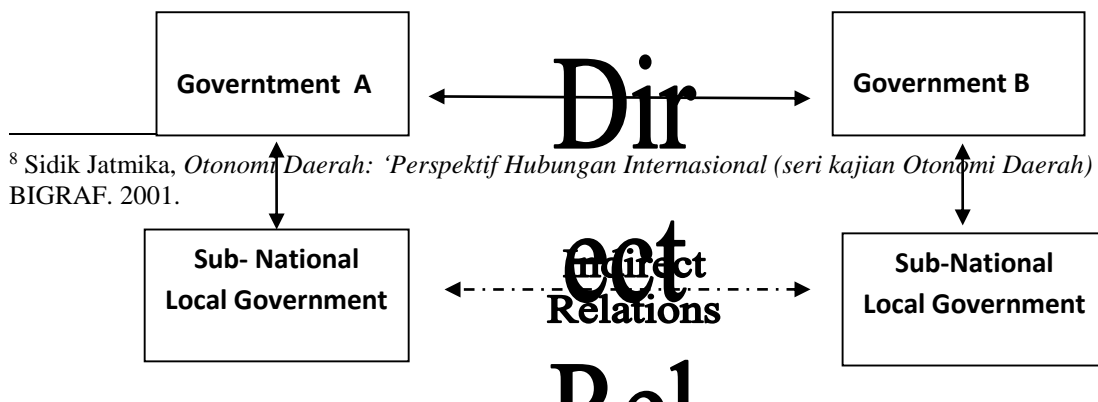 Governtment A
Dir
Government B
8 Sidik Jatmika, Otonomi Daerah: ‘Perspektif Hubungan Internasional (seri kajian Otonomi Daerah)
BIGRAF. 2001.
ect
Sub- National
Local Government
Indirect
Relations
Sub-National
Local Government
Rel